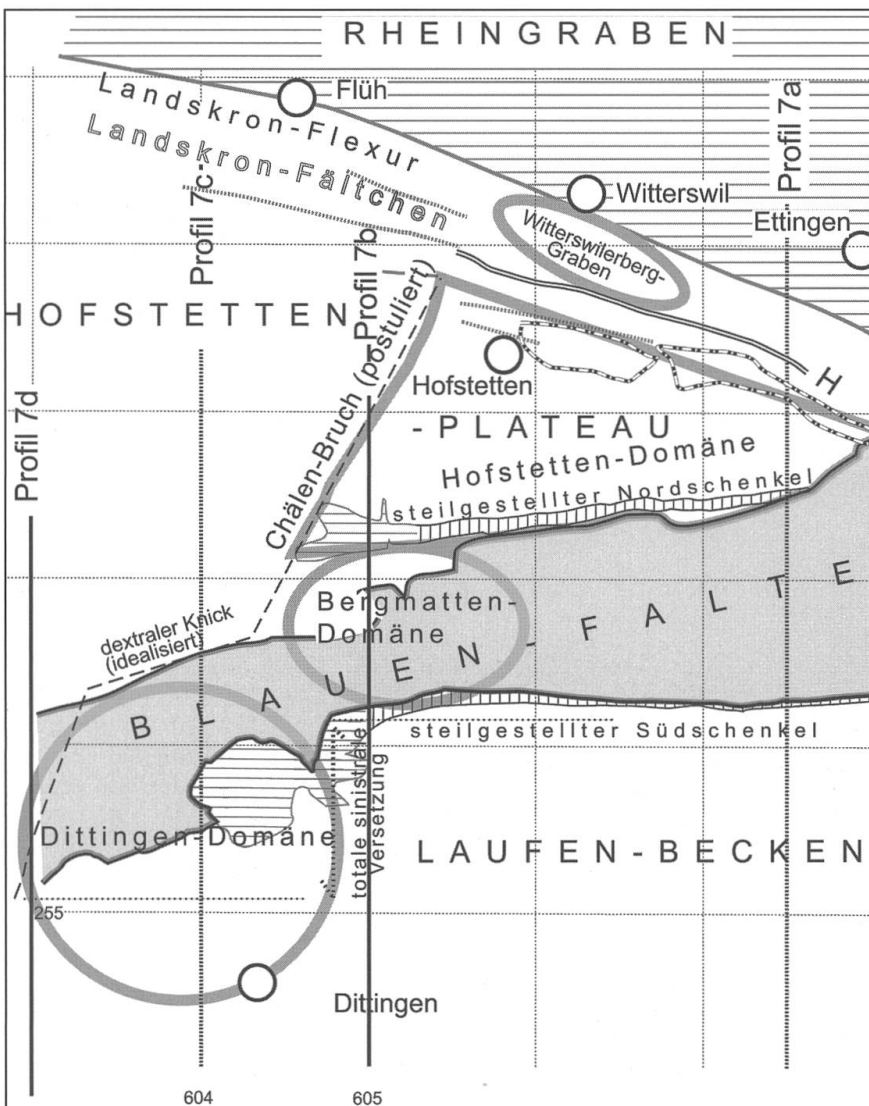 RHEINGRABEN
Flüh
Landskron-Flexur
Landskron-Fältchen
Profil 7a
Witterswil
Ettingen
Witterswilerberg-
Graben
Profil 7c
Profil 7b
HOFSTETTEN
Chälen-Bruch (postuliert)
Hofstetten
H
-PLATEAU
Profil 7d
Hofstetten-Domäne
steilgestellter Nordschenkel
Bergmatten-
Domäne
dextraler Knick
(idealisiert)
BLAUEN-FALTE
steilgestellter Südschenkel
totale sinistrale
Versetzung
Dittingen-Domäne
LAUFEN-BECKEN
255
Dittingen
604
605